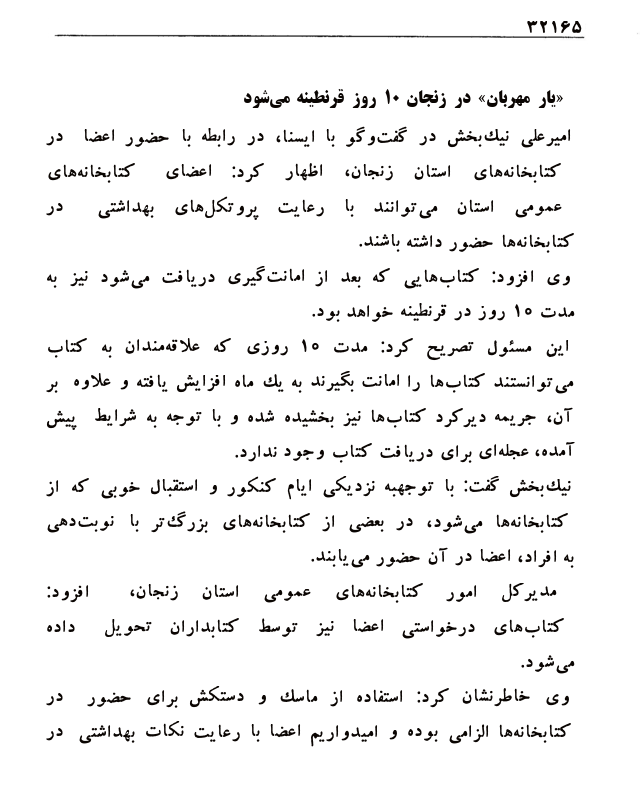 ۳۲۱۶۵
«یار مهربان» در زنجان ۱۰ روز قرنطینه می‌شود
امیرعلی نیك‌بخش در گفت‌وگو با ایسنا، در رابطه با حضور اعضا در
کتابخانه‌های استان زنجان، اظهار کرد: اعضای کتابخانه‌های
عمومی استان می‌توانند با رعایت پروتکل‌های بهداشتی در
کتابخانه‌ها حضور داشته باشند.
وی افزود: کتاب‌هایی که بعد از امانت‌گیری دریافت می‌شود نیز به
مدت ۱۰ روز در قرنطینه خواهد بود.
این مسئول تصریح کرد: مدت ۱۰ روزی که علاقه‌مندان به کتاب
می‌توانستند کتاب‌ها را امانت بگیرند به یك ماه افزایش یافته و علاوه بر
آن، جریمه دیرکرد کتاب‌ها نیز بخشیده شده و با توجه به شرایط پیش
آمده، عجله‌ای برای دریافت کتاب وجود ندارد.
نیك‌بخش گفت: با توجهبه نزدیکی ایام کنکور و استقبال خوبی که از
کتابخانه‌ها می‌شود، در بعضی از کتابخانه‌های بزرگ‌تر با نوبت‌دهی
به افراد، اعضا در آن حضور می‌یابند.
مدیرکل امور کتابخانه‌های عمومی استان زنجان، افزود:
کتاب‌های درخواستی اعضا نیز توسط کتابداران تحویل داده
می‌شود.
وی خاطرنشان کرد: استفاده از ماسك و دستکش برای حضور در
کتابخانه‌ها الزامی بوده و امیدواریم اعضا با رعایت نکات بهداشتی در